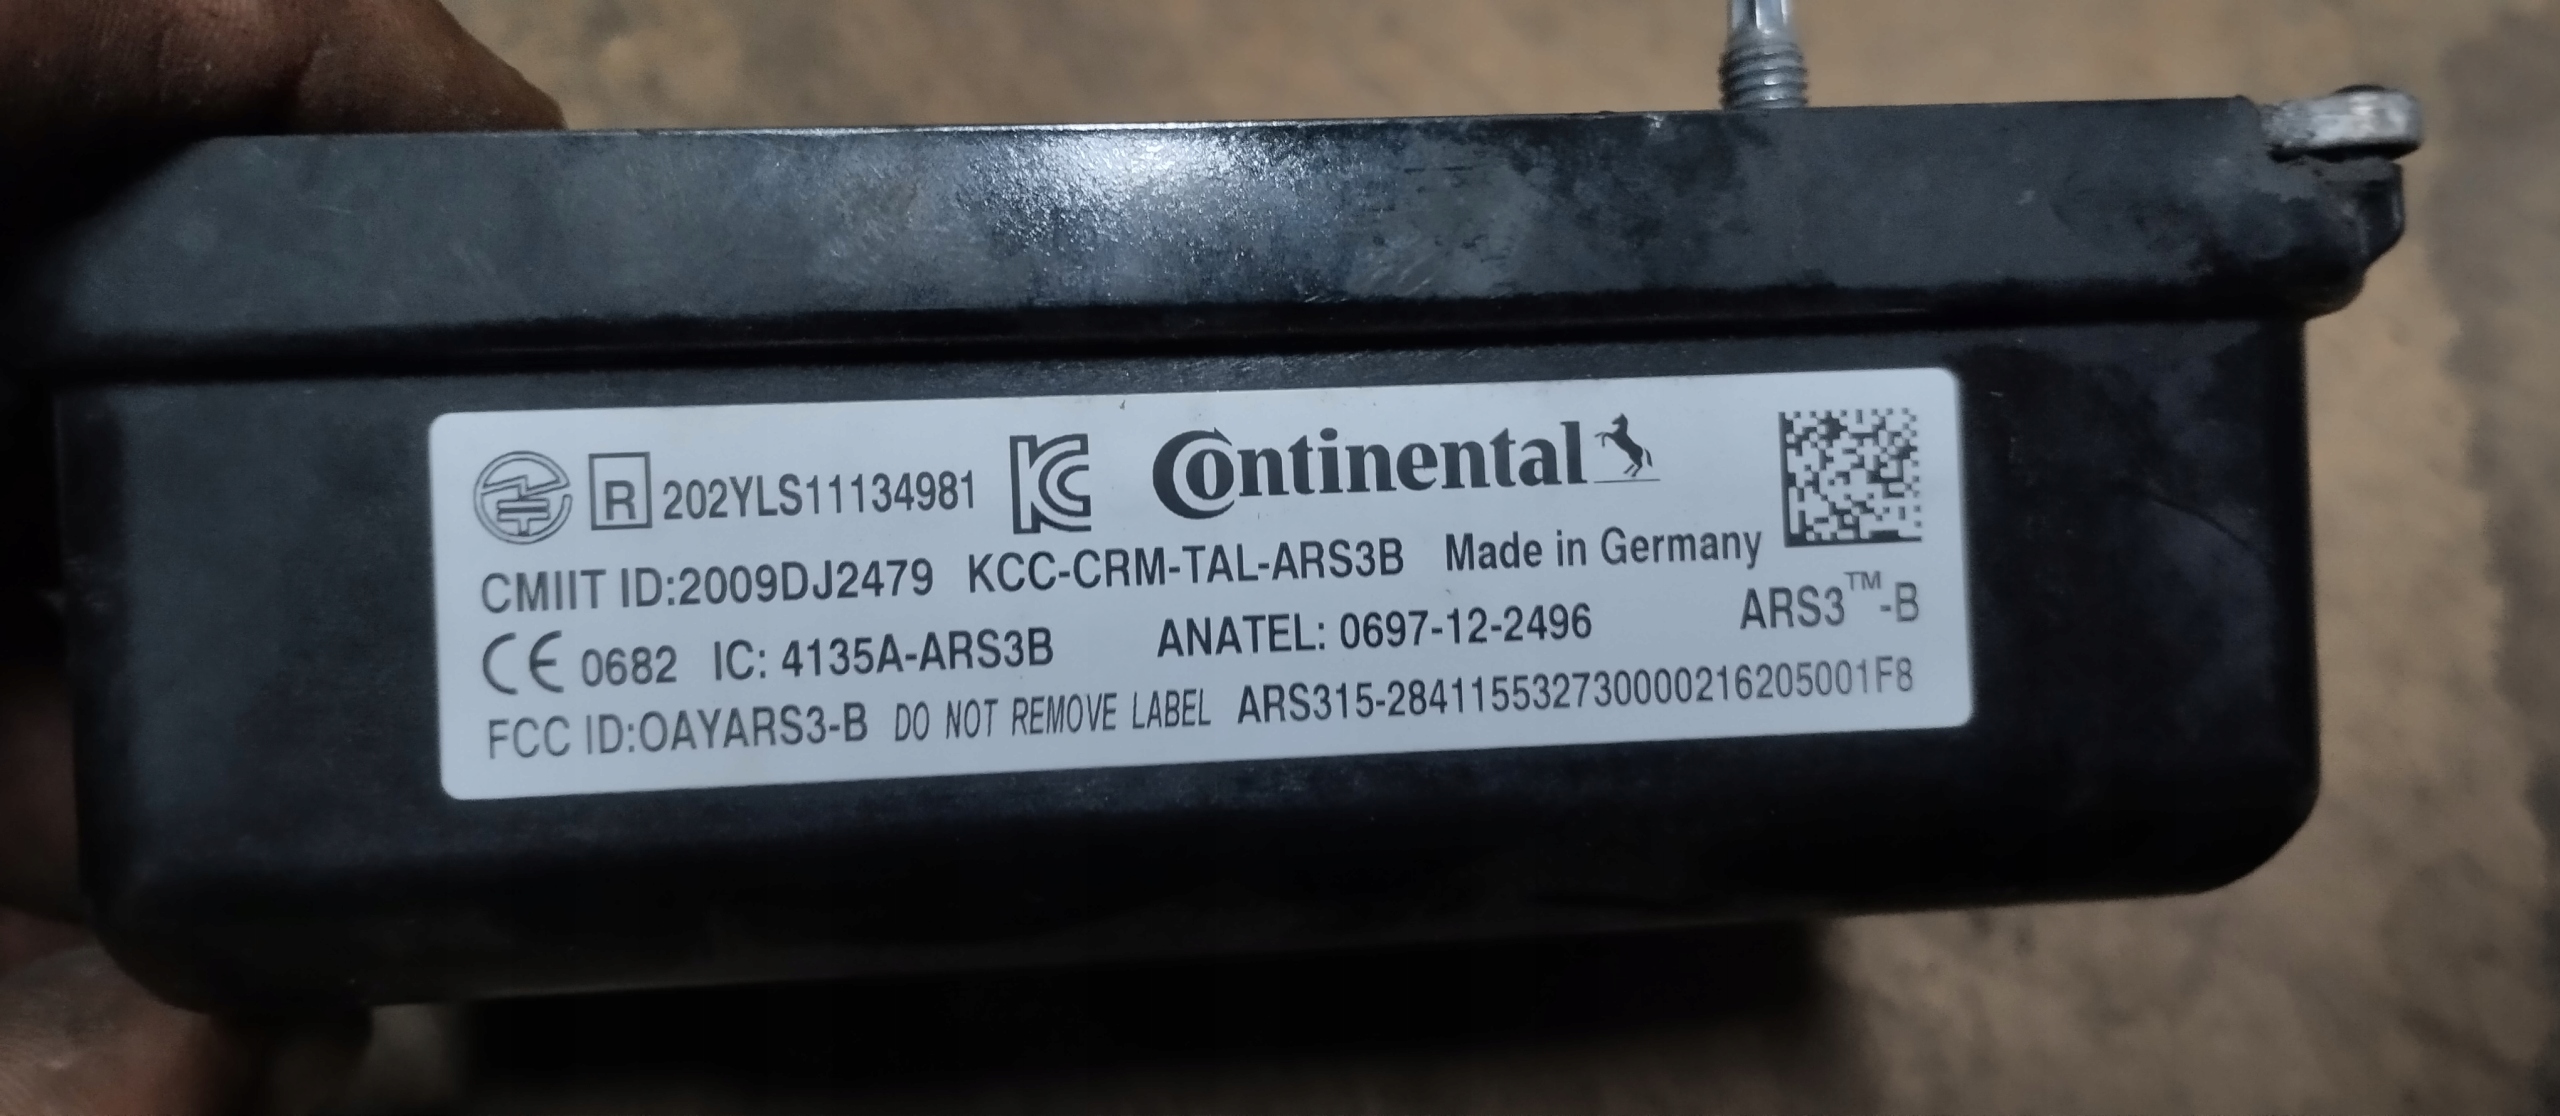 R 202YLS11134981 Continental
CMIIT ID:2009DJ2479 KCC-CRM-TAL-ARS3B Made in Germany
CE 0682 IC: 4135A-ARS3B ANATEL: 0697-12-2496 ARS3™-B
FCC ID:OAYARS3-B DO NOT REMOVE LABEL ARS315-284115532730000216205001F8